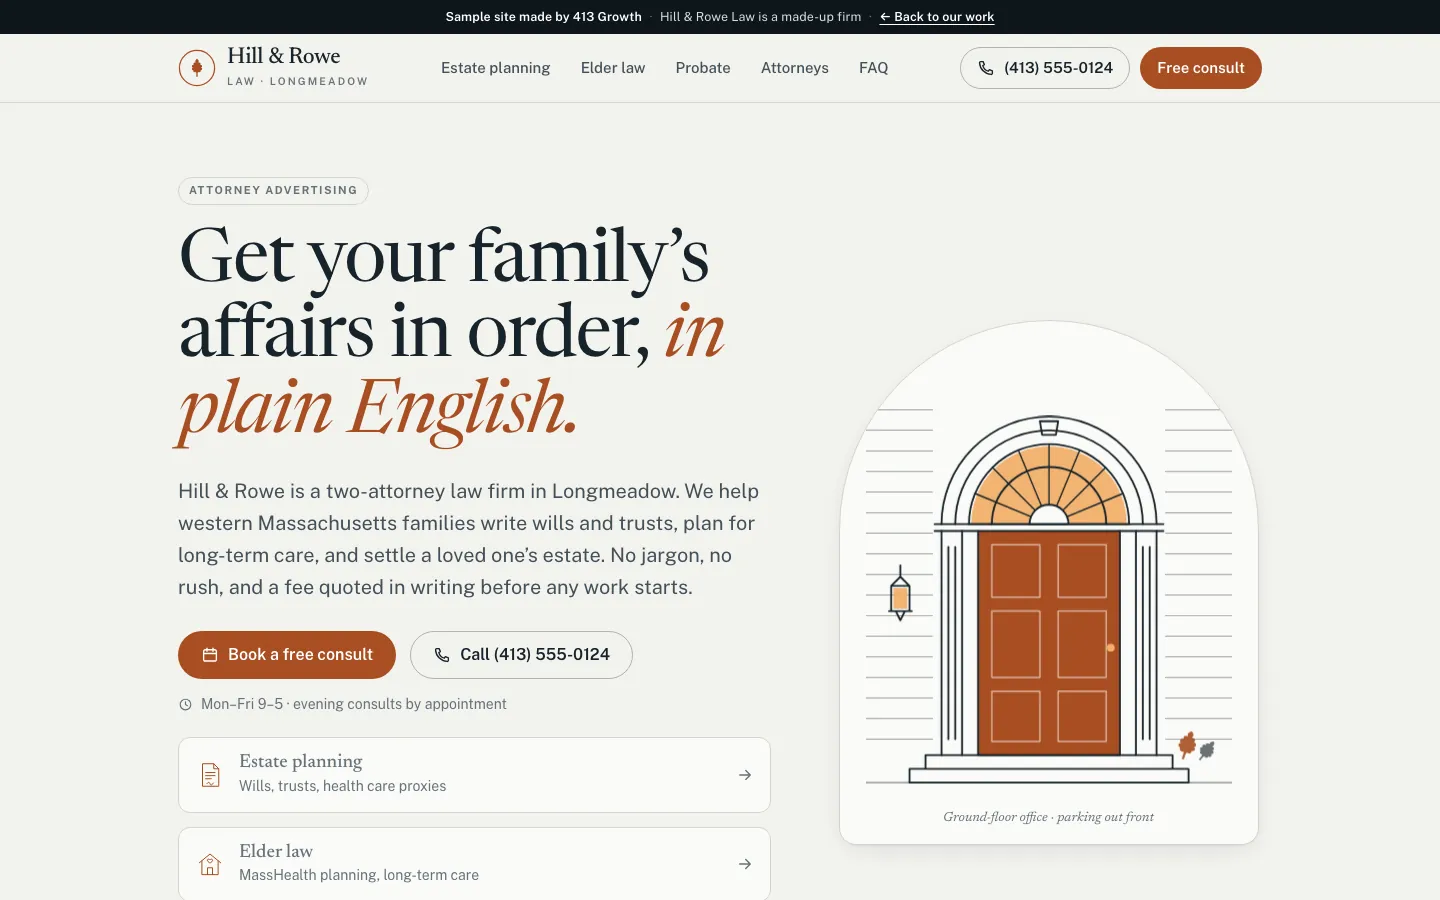 Sample site made by 413 Growth · Hill & Rowe Law is a made-up firm · ← Back to our work
Hill & Rowe
LAW · LONGMEADOW
Estate planning
Elder law
Probate
Attorneys
FAQ
(413) 555-0124
Free consult
ATTORNEY ADVERTISING
Get your family’s
affairs in order, in
plain English.
Hill & Rowe is a two-attorney law firm in Longmeadow. We help
western Massachusetts families write wills and trusts, plan for
long-term care, and settle a loved one’s estate. No jargon, no
rush, and a fee quoted in writing before any work starts.
Book a free consult
Call (413) 555-0124
Mon–Fri 9–5 · evening consults by appointment
Estate planning
Wills, trusts, health care proxies
Elder law
MassHealth planning, long-term care
Ground-floor office · parking out front